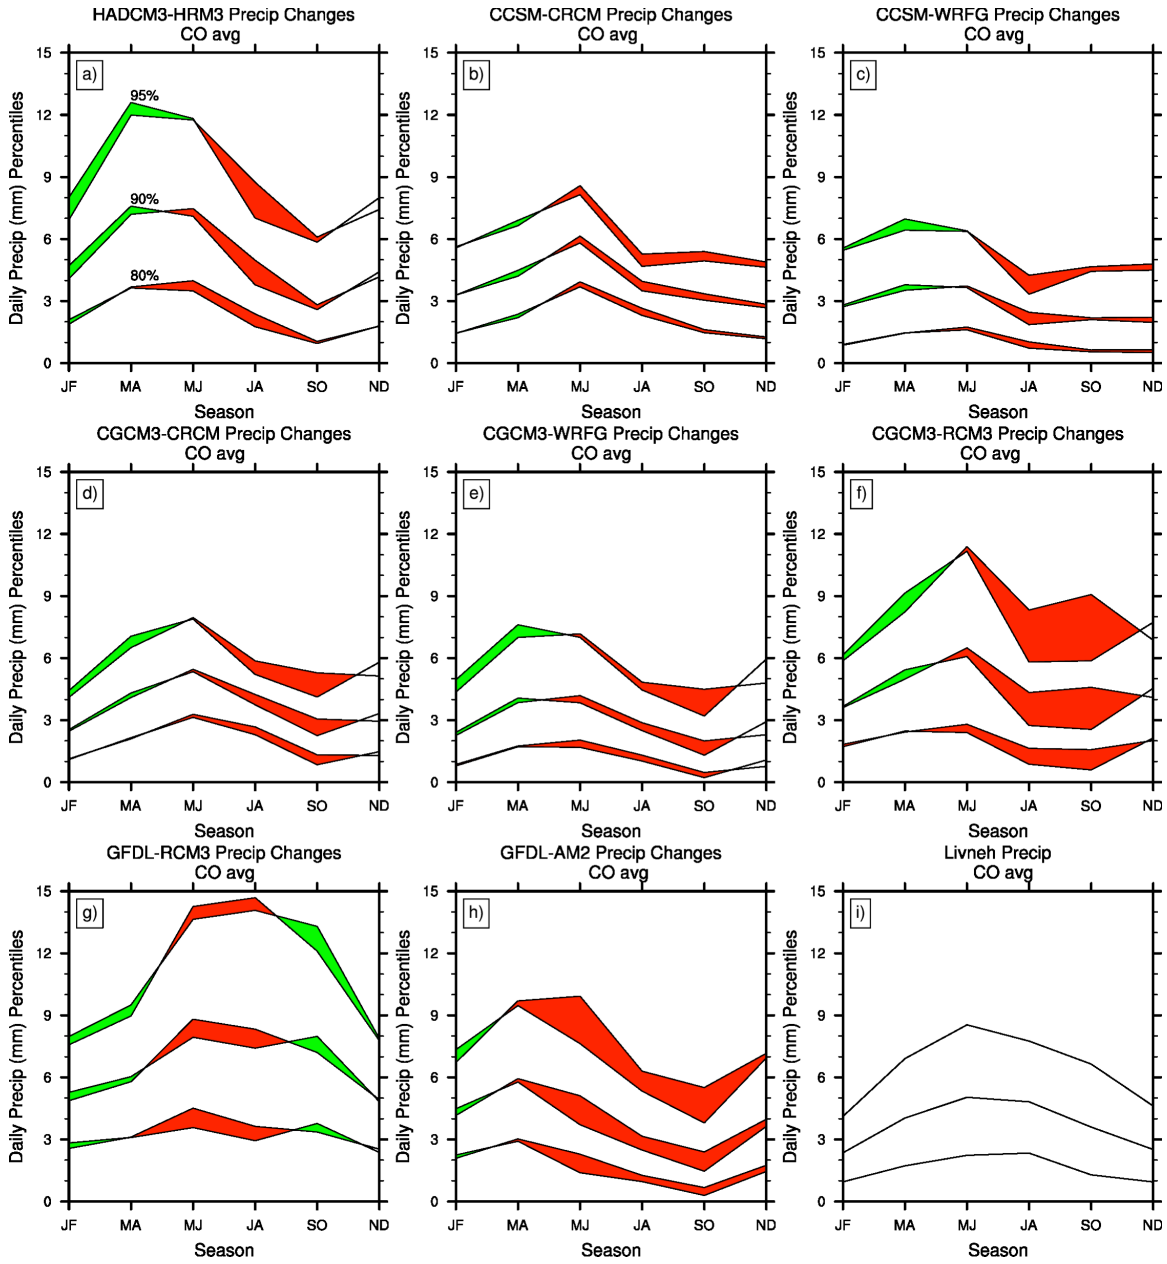 HADCM3-HRM3 Precip Changes
CO avg
a)
95%
90%
80%
Daily Precip (mm) Percentiles
15
12
9
6
3
0
JF MA MJ JA SO ND
Season
CCSM-CRCM Precip Changes
CO avg
b)
Daily Precip (mm) Percentiles
15
12
9
6
3
0
JF MA MJ JA SO ND
Season
CCSM-WRFG Precip Changes
CO avg
c)
Daily Precip (mm) Percentiles
15
12
9
6
3
0
JF MA MJ JA SO ND
Season
CGCM3-CRCM Precip Changes
CO avg
d)
Daily Precip (mm) Percentiles
15
12
9
6
3
0
JF MA MJ JA SO ND
Season
CGCM3-WRFG Precip Changes
CO avg
e)
Daily Precip (mm) Percentiles
15
12
9
6
3
0
JF MA MJ JA SO ND
Season
CGCM3-RCM3 Precip Changes
CO avg
f)
Daily Precip (mm) Percentiles
15
12
9
6
3
0
JF MA MJ JA SO ND
Season
GFDL-RCM3 Precip Changes
CO avg
g)
Daily Precip (mm) Percentiles
15
12
9
6
3
0
JF MA MJ JA SO ND
Season
GFDL-AM2 Precip Changes
CO avg
h)
Daily Precip (mm) Percentiles
15
12
9
6
3
0
JF MA MJ JA SO ND
Season
Livneh Precip
CO avg
i)
Daily Precip (mm) Percentiles
15
12
9
6
3
0
JF MA MJ JA SO ND
Season